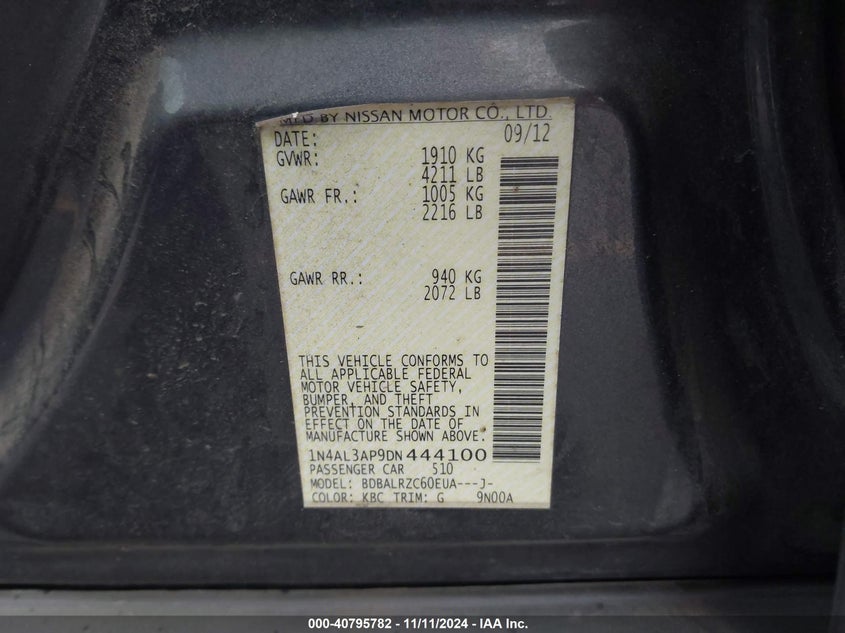 MFD BY NISSAN MOTOR CO., LTD.
DATE: 09/12
GVWR: 1910 KG
4211 LB
GAWR FR.: 1005 KG
2216 LB
GAWR RR.: 940 KG
2072 LB
THIS VEHICLE CONFORMS TO
ALL APPLICABLE FEDERAL
MOTOR VEHICLE SAFETY,
BUMPER, AND THEFT
PREVENTION STANDARDS IN
EFFECT ON THE DATE OF
MANUFACTURE SHOWN ABOVE.
1N4AL3AP9DN444100
PASSENGER CAR 510
MODEL: BDBALRZC60EUA---J-
COLOR: KBC TRIM: G 9N00A
000-40795782 - 11/11/2024 - IAA Inc.